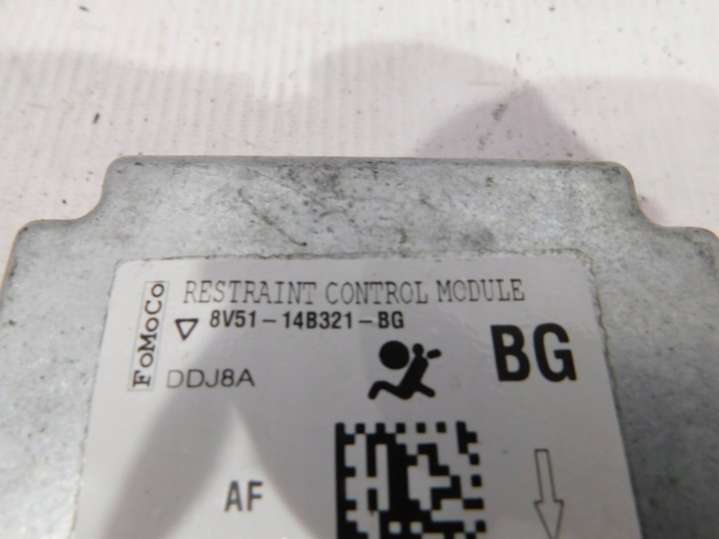 FoMoCo
RESTRAINT CONTROL MODULE
8V51-14B321-BG
BG
DDJ8A
AF